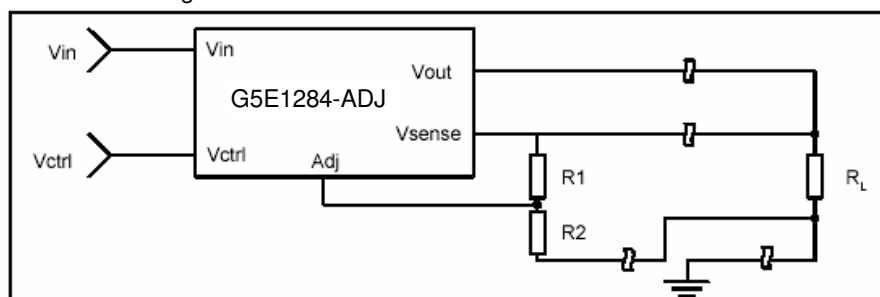 Vin
Vin
Vout
G5E1284-ADJ
Vsense
Vctrl
Vctrl
Adj
R1
RL
R2